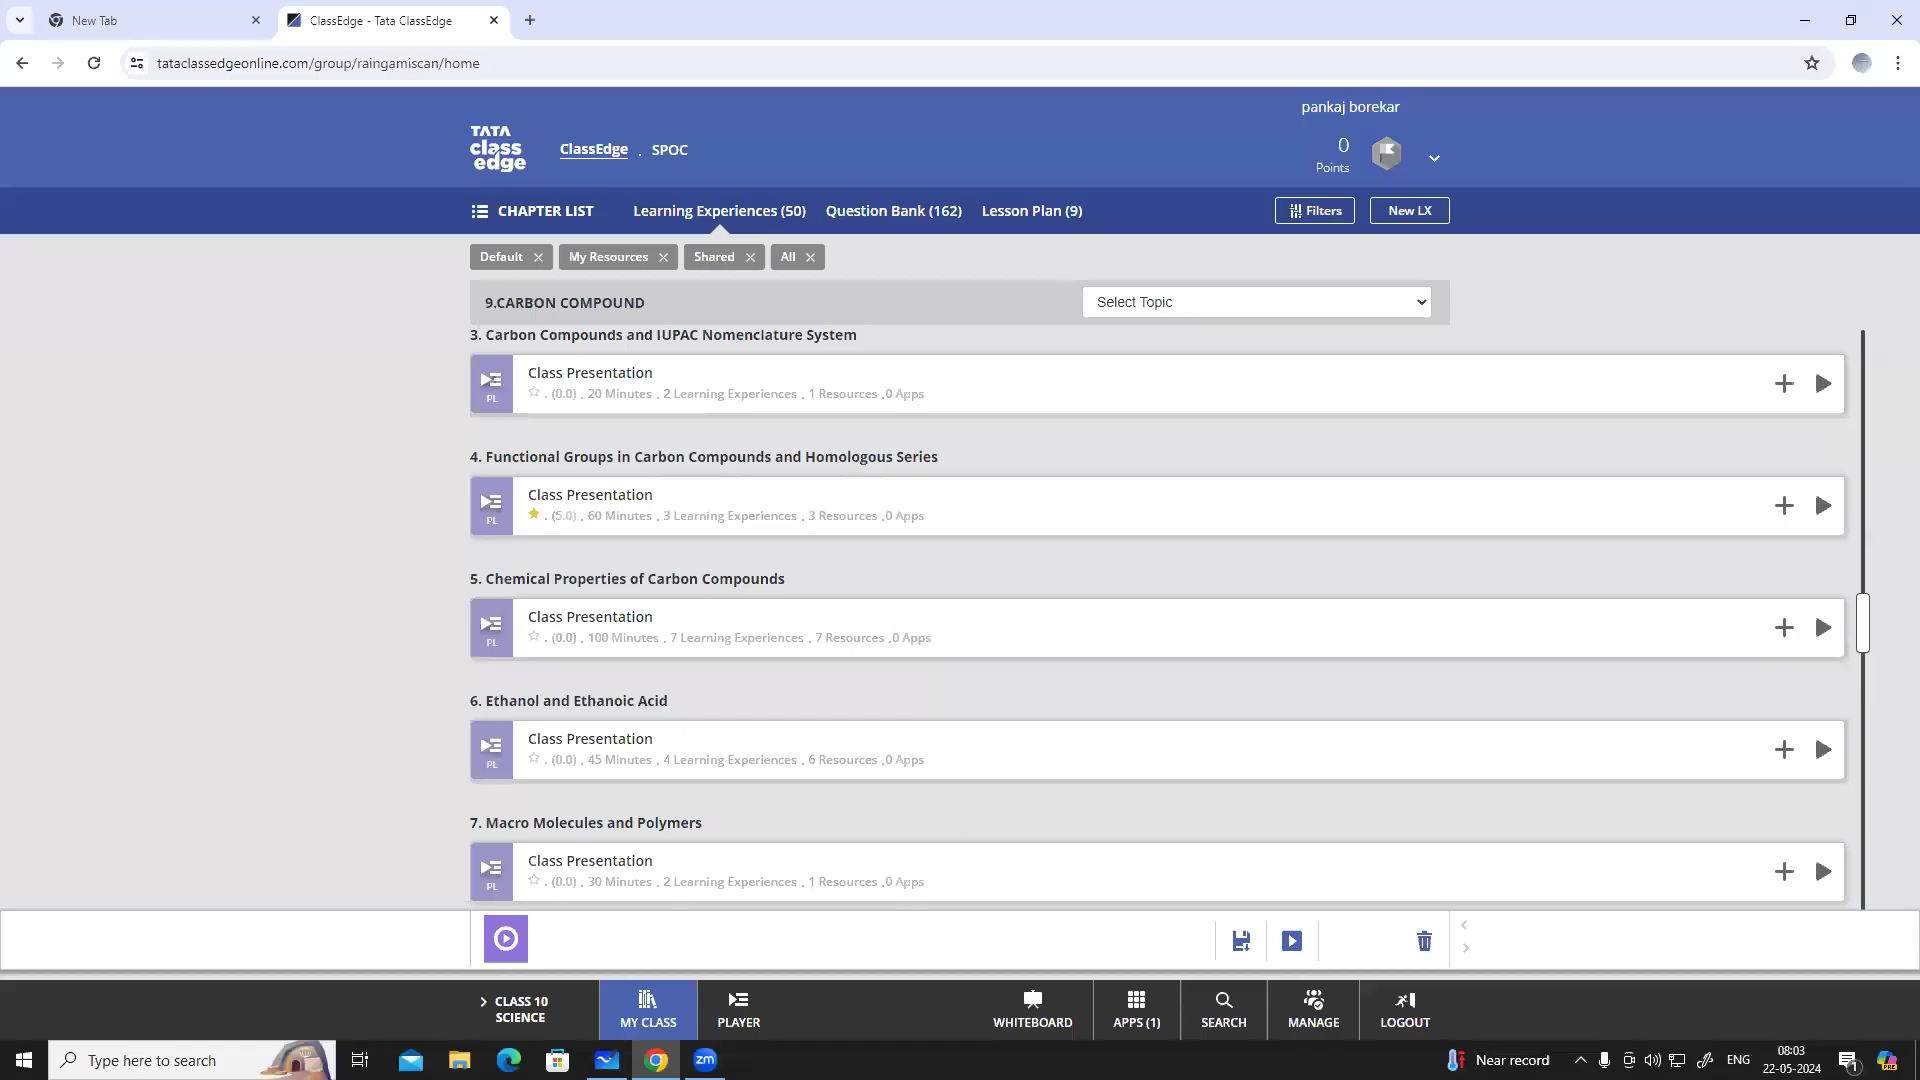 New Tab
ClassEdge - Tata ClassEdge
tataclassedgeonline.com/group/raingamiscan/home
pankaj borekar
TATA
class
edge
ClassEdge . SPOC
0
Points
CHAPTER LIST
Learning Experiences (50)
Question Bank (162)
Lesson Plan (9)
Filters
New LX
Default
My Resources
Shared
All
9.CARBON COMPOUND
Select Topic
3. Carbon Compounds and IUPAC Nomenclature System
PL
Class Presentation
. (0.0) . 20 Minutes . 2 Learning Experiences . 1 Resources .0 Apps
4. Functional Groups in Carbon Compounds and Homologous Series
PL
Class Presentation
. (5.0) . 60 Minutes . 3 Learning Experiences . 3 Resources .0 Apps
5. Chemical Properties of Carbon Compounds
PL
Class Presentation
. (0.0) . 100 Minutes . 7 Learning Experiences . 7 Resources .0 Apps
6. Ethanol and Ethanoic Acid
PL
Class Presentation
. (0.0) . 45 Minutes . 4 Learning Experiences . 6 Resources .0 Apps
7. Macro Molecules and Polymers
PL
Class Presentation
. (0.0) . 30 Minutes . 2 Learning Experiences . 1 Resources .0 Apps
CLASS 10
SCIENCE
MY CLASS
PLAYER
WHITEBOARD
APPS (1)
SEARCH
MANAGE
LOGOUT
Type here to search
zm
Near record
ENG
08:03
22-05-2024
1
PRE